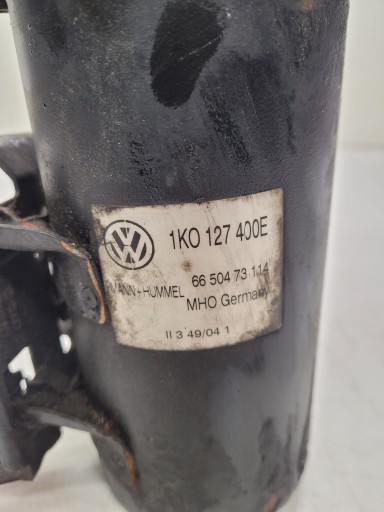 1K0 127 400E
MANN+HUMMEL 66 504 73 114
MHO Germany
II 3 49/04 1